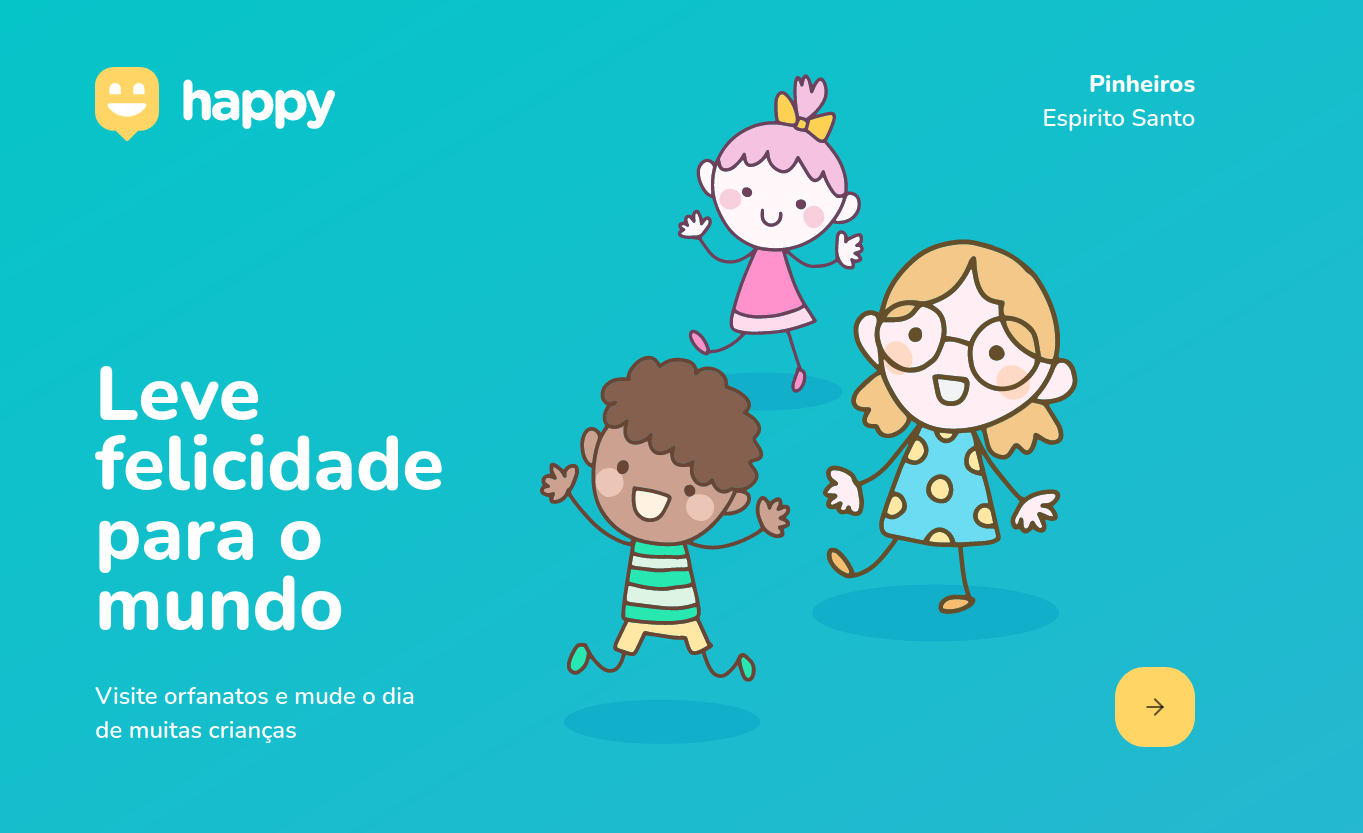 happy
Pinheiros
Espirito Santo
Leve
felicidade
para o
mundo
Visite orfanatos e mude o dia
de muitas crianças